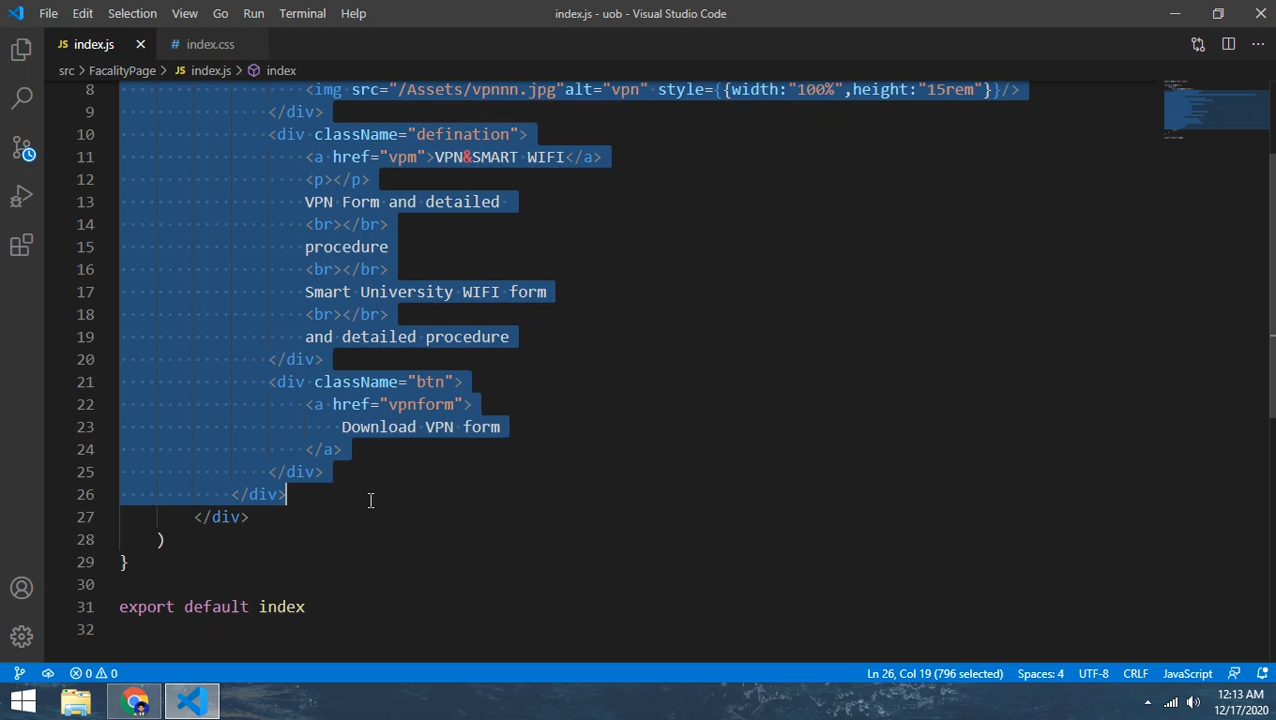 File Edit Selection View Go Run Terminal Help index.js - uob - Visual Studio Code
JS index.js × # index.css
src > FacalityPage > JS index.js > index
8 <img src="/Assets/vpnnn.jpg"alt="vpn" style={{width:"100%",height:"15rem"}}/>
9 </div>
10 <div className="defination">
11 <a href="vpm">VPN&SMART WIFI</a>
12 <p></p>
13 VPN Form and detailed
14 <br></br>
15 procedure
16 <br></br>
17 Smart University WIFI form
18 <br></br>
19 and detailed procedure
20 </div>
21 <div className="btn">
22 <a href="vpnform">
23 Download VPN form
24 </a>
25 </div>
26 </div>
27 </div>
28 )
29 }
30
31 export default index
32
0 0 Ln 26, Col 19 (796 selected) Spaces: 4 UTF-8 CRLF JavaScript
12:13 AM
12/17/2020